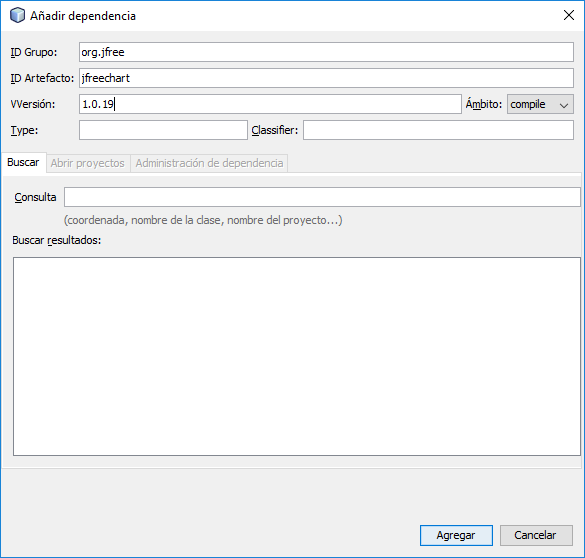 Añadir dependencia
ID Grupo: org.jfree
ID Artefacto: jfreechart
VVersión: 1.0.19 Ámbito: compile
Type: Classifier:
Buscar Abrir proyectos Administración de dependencia
Consulta
(coordenada, nombre de la clase, nombre del proyecto...)
Buscar resultados:
Agregar Cancelar